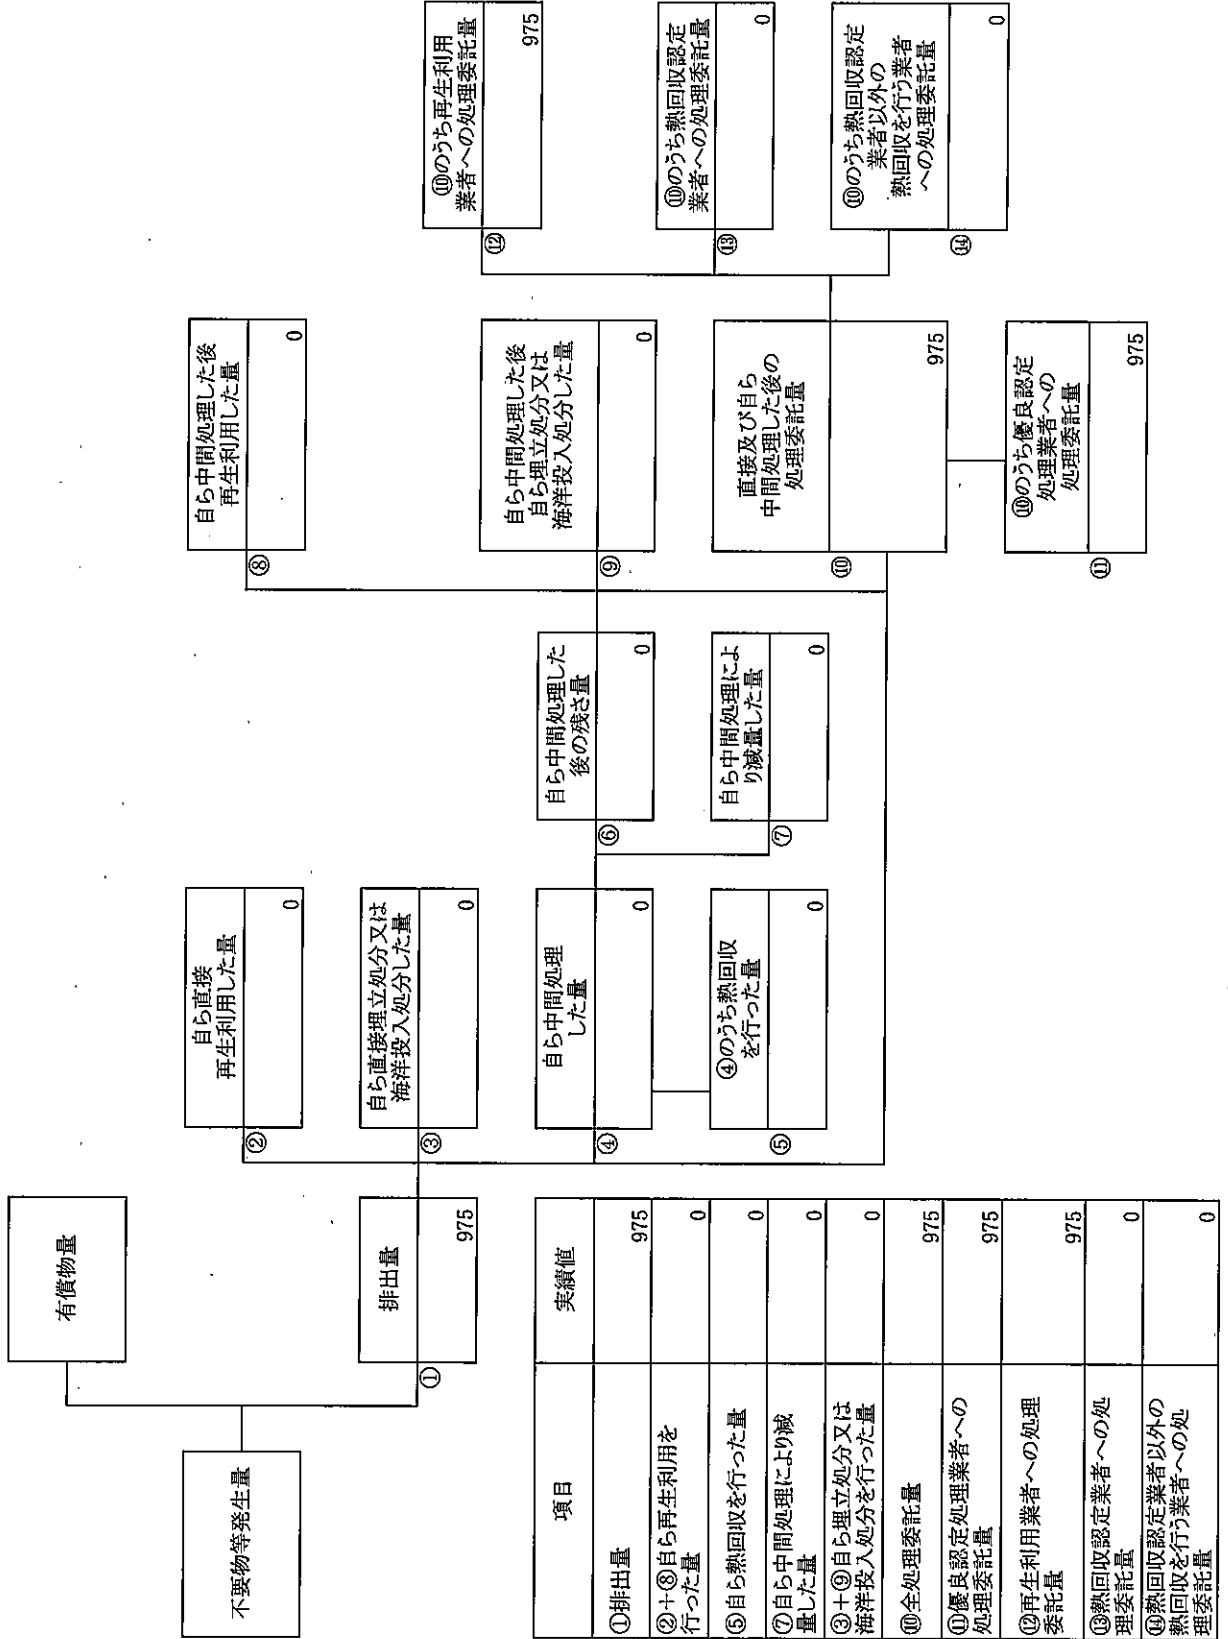 不要物等発生量
有償物量
排出量
①
975
自ら直接
再生利用した量
②
0
自ら直接埋立処分又は
海洋投入処分した量
③
0
自ら中間処理
した量
④
0
④のうち熱回収
を行った量
⑤
0
自ら中間処理した
後の残さ量
⑥
0
自ら中間処理によ
り減量した量
⑦
0
自ら中間処理した後
再生利用した量
⑧
0
自ら中間処理した後
自ら埋立処分又は
海洋投入処分した量
⑨
0
直接及び自ら
中間処理した後の
処理委託量
⑩
975
⑩のうち優良認定
処理業者への
処理委託量
⑪
975
⑩のうち再生利用
業者への処理委託量
⑫
975
⑩のうち熱回収認定
業者への処理委託量
⑬
0
⑩のうち熱回収認定
業者以外の
熱回収を行う業者
への処理委託量
⑭
0
項目 実績値
①排出量 975
②+⑧自ら再生利用を
行った量 0
⑤自ら熱回収を行った量 0
⑦自ら中間処理により減
量した量 0
③+⑨自ら埋立処分又は
海洋投入処分を行った量 0
⑩全処理委託量 975
⑪優良認定処理業者への
処理委託量 975
⑫再生利用業者への処理
委託量 975
⑬熱回収認定業者への処
理委託量 0
⑭熱回収認定業者以外の
熱回収を行う業者への処
理委託量 0